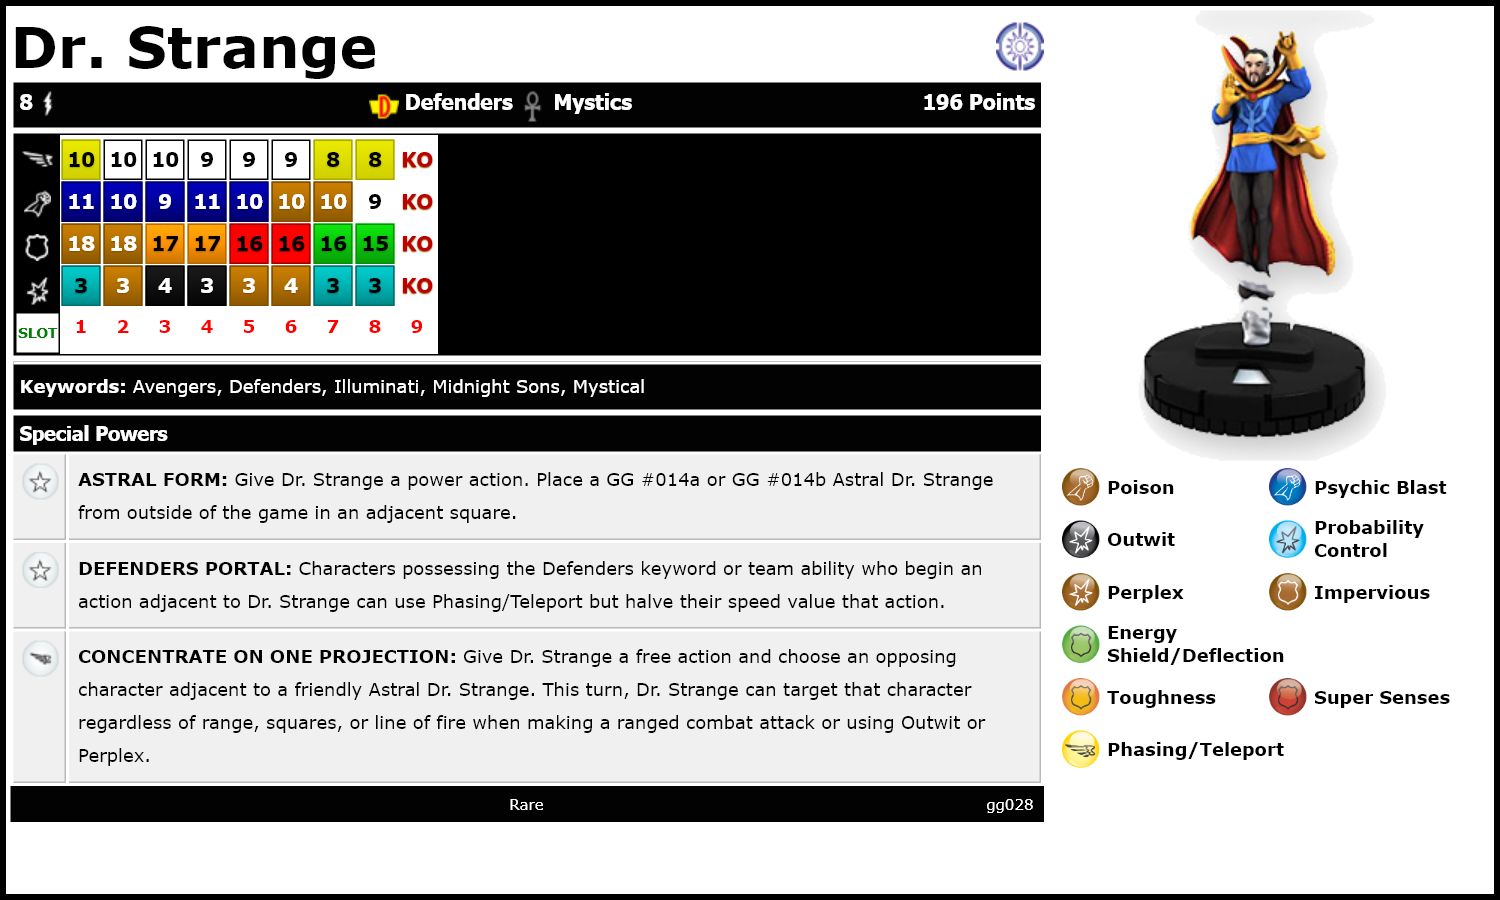 Dr. Strange
8 Defenders Mystics 196 Points
10 10 10 9 9 9 8 8 KO
11 10 9 11 10 10 10 9 KO
18 18 17 17 16 16 16 15 KO
3 3 4 3 3 4 3 3 KO
SLOT 1 2 3 4 5 6 7 8 9
Keywords: Avengers, Defenders, Illuminati, Midnight Sons, Mystical
Special Powers
ASTRAL FORM: Give Dr. Strange a power action. Place a GG #014a or GG #014b Astral Dr. Strange
from outside of the game in an adjacent square.
DEFENDERS PORTAL: Characters possessing the Defenders keyword or team ability who begin an
action adjacent to Dr. Strange can use Phasing/Teleport but halve their speed value that action.
CONCENTRATE ON ONE PROJECTION: Give Dr. Strange a free action and choose an opposing
character adjacent to a friendly Astral Dr. Strange. This turn, Dr. Strange can target that character
regardless of range, squares, or line of fire when making a ranged combat attack or using Outwit or
Perplex.
Rare gg028
Poison Psychic Blast
Outwit Probability
Control
Perplex Impervious
Energy
Shield/Deflection
Toughness Super Senses
Phasing/Teleport